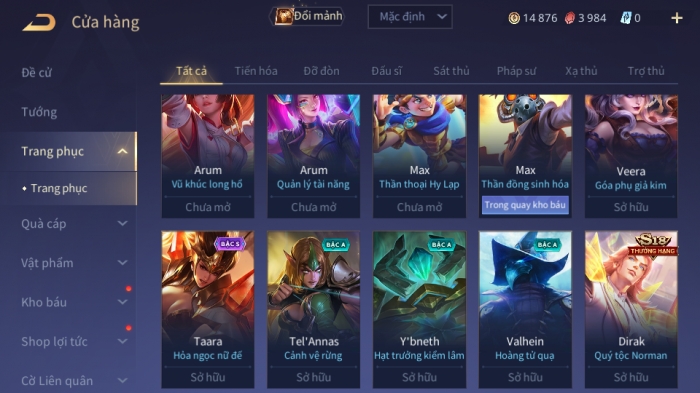 Cửa hàng
Đổi mảnh
Mặc định
14 876
3 984
0
Đề cử
Tướng
Trang phục
Trang phục
Quà cáp
Vật phẩm
Kho báu
Shop lợi tức
Cờ Liên quân
Tất cả Tiến hóa Đỡ đòn Đấu sĩ Sát thủ Pháp sư Xạ thủ Trợ thủ
Arum
Vũ khúc long hổ
Chưa mở
Arum
Quản lý tài năng
Chưa mở
Max
Thần thoại Hy Lạp
Chưa mở
Max
Thần đồng sinh hóa
Trong quay kho báu
Veera
Góa phụ giả kim
Sở hữu
BẬC S
Taara
Hỏa ngọc nữ đế
Sở hữu
BẬC A
Tel'Annas
Cảnh vệ rừng
Sở hữu
BẬC A
Y'bneth
Hạt trưởng kiểm lâm
Sở hữu
BẬC A
Valhein
Hoàng tử quạ
Sở hữu
S18
THƯỜNG HẠNG
Dirak
Quý tộc Norman
Sở hữu